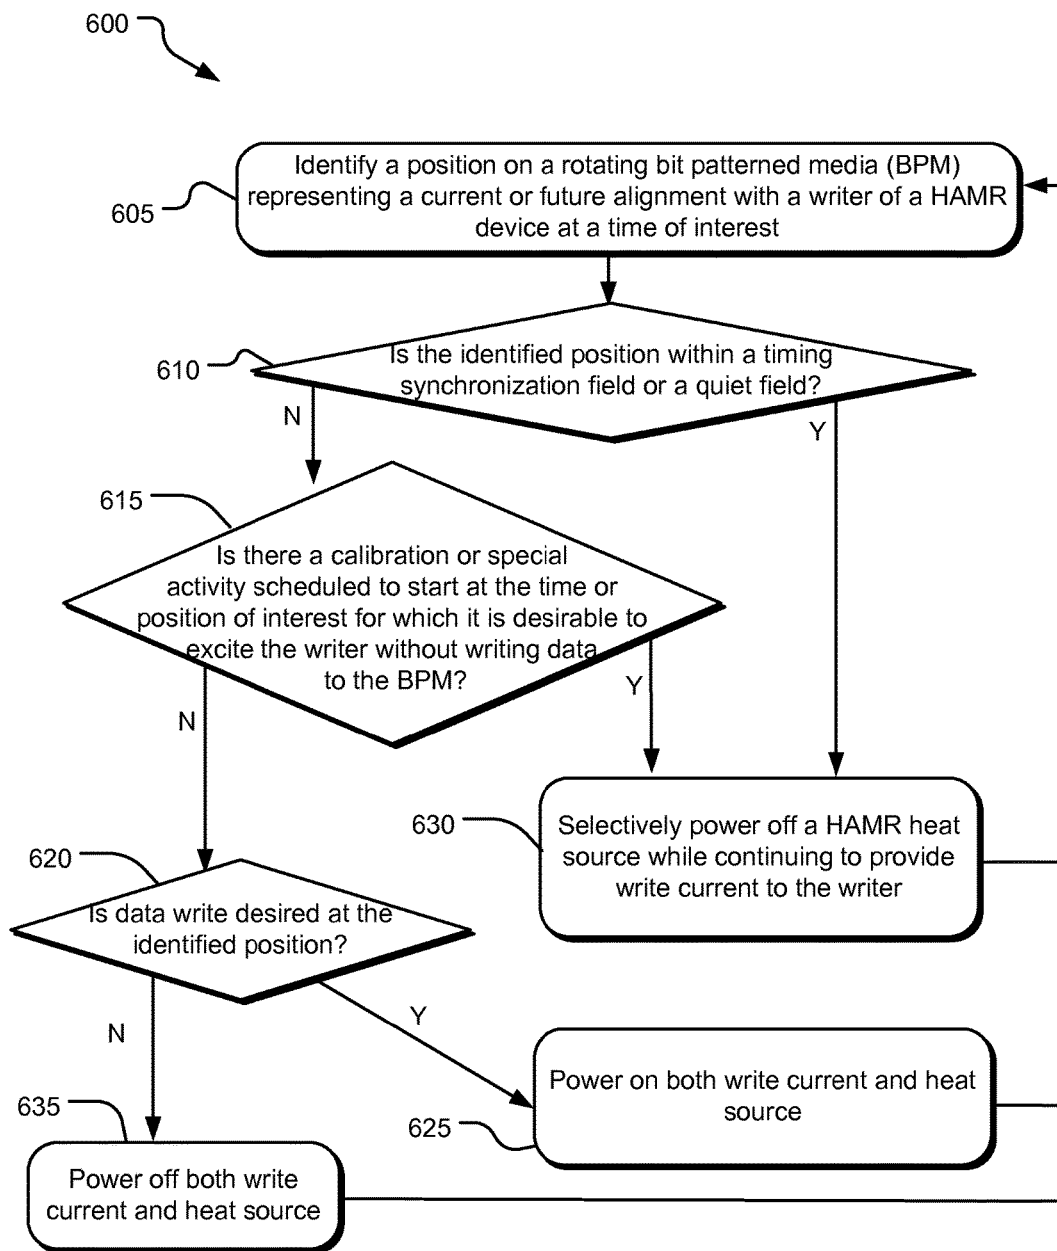 600
Identify a position on a rotating bit patterned media (BPM)
representing a current or future alignment with a writer of a HAMR
device at a time of interest
605
Is the identified position within a timing
synchronization field or a quiet field?
610
N
Y
615
Is there a calibration or special
activity scheduled to start at the time or
position of interest for which it is desirable to
excite the writer without writing data
to the BPM?
Y
N
630
Selectively power off a HAMR heat
source while continuing to provide
write current to the writer
620
Is data write desired at the
identified position?
N
Y
Power on both write current and heat
source
625
635
Power off both write
current and heat source